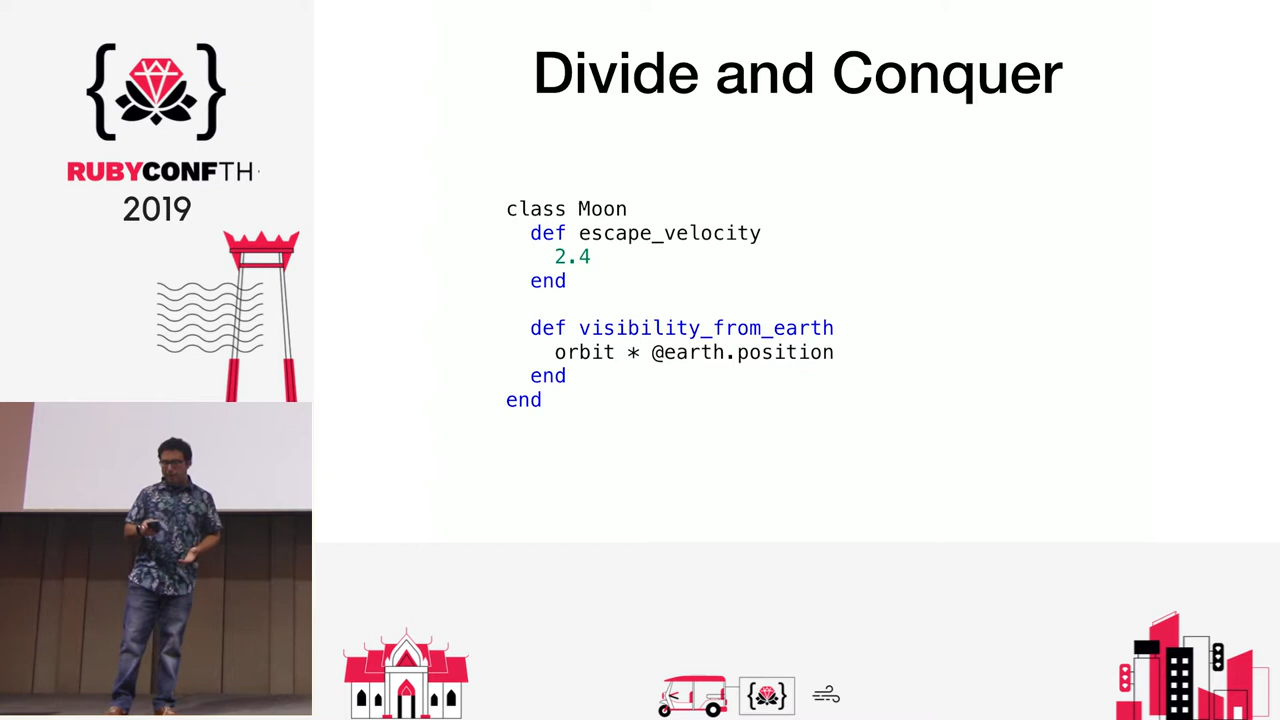 RUBYCONFTH
2019
Divide and Conquer
class Moon
  def escape_velocity
    2.4
  end

  def visibility_from_earth
    orbit * @earth.position
  end
end